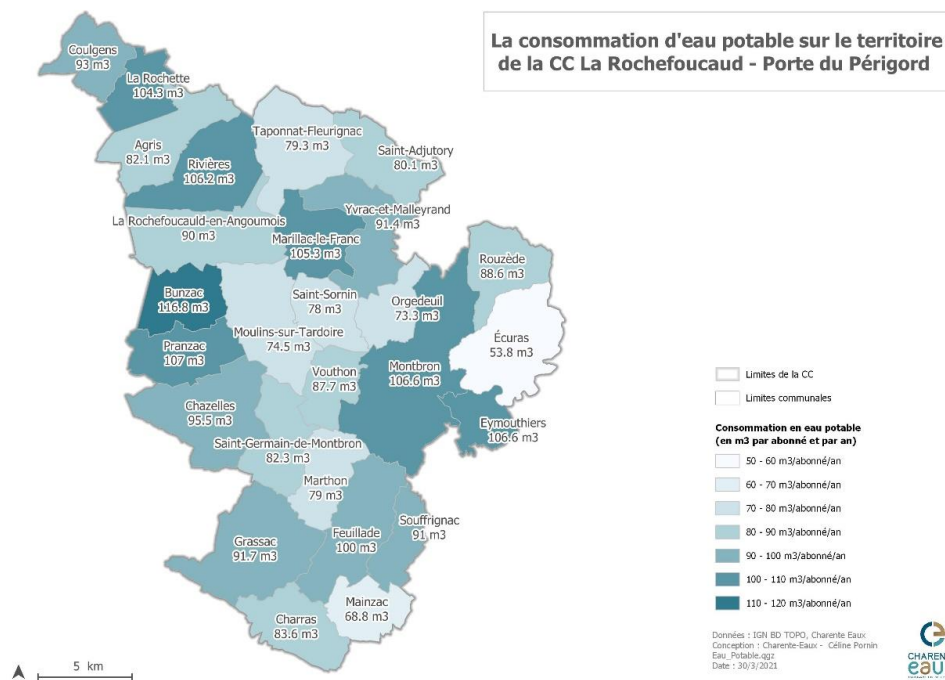 La consommation d'eau potable sur le territoire
de la CC La Rochefoucaud - Porte du Périgord
Coulgens
93 m3
La Rochette
104.3 m3
Taponnat-Fleurignac
79.3 m3
Agris
82.1 m3
Saint-Adjutory
80.1 m3
Rivières
106.2 m3
La Rochefoucauld-en-Angoumois
90 m3
Yvrac-et-Malleyrand
91.4 m3
Marillac-le-Franc
105.3 m3
Rouzède
88.6 m3
Bunzac
116.8 m3
Saint-Sornin
78 m3
Orgedeuil
73.3 m3
Moulins-sur-Tardoire
74.5 m3
Écuras
53.8 m3
Pranzac
107 m3
Vouthon
87.7 m3
Montbron
106.6 m3
Chazelles
95.5 m3
Eymouthiers
106.6 m3
Saint-Germain-de-Montbron
82.3 m3
Marthon
79 m3
Souffrignac
91 m3
Feuillade
100 m3
Grassac
91.7 m3
Mainzac
68.8 m3
Charras
83.6 m3
Limites de la CC
Limites communales
Consommation en eau potable
(en m3 par abonné et par an)
50 - 60 m3/abonné/an
60 - 70 m3/abonné/an
70 - 80 m3/abonné/an
80 - 90 m3/abonné/an
90 - 100 m3/abonné/an
100 - 110 m3/abonné/an
110 - 120 m3/abonné/an
Données : IGN BD TOPO, Charente Eaux
Conception : Charente-Eaux - Céline Pornin
Eau_Potable.qgz
Date : 30/3/2021
5 km
CHAREN
eau